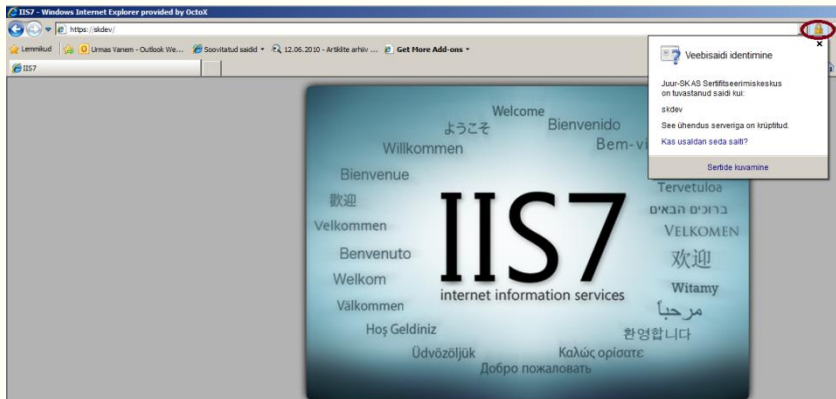 IIS7 - Windows Internet Explorer provided by OctoX
https://skdev/
Lemmikud Urmas Vanem - Outlook We... Soovitatud saidid 12.06.2010 - Artiklite arhiiv ... Get More Add-ons
IIS7
Veebisaidi identimine
Juur-SK AS Sertifitseerimiskeskus
on tuvastanud saidi kui:
skdev
See ühendus serveriga on krüptitud.
Kas usaldan seda saiti?
Sertide kuvamine
Welcome
ようこそ
Bienvenido
Willkommen
Bem-vi
Bienvenue
Tervetuloa
歡迎
ברוכים הבאים
Velkommen
VELKOMEN
Benvenuto
欢迎
Welkom
Witamy
IIS7
internet information services
Välkommen
مرحباً
Hoş Geldiniz
환영합니다
Üdvözöljük
Καλώς ορίσατε
Добро пожаловать